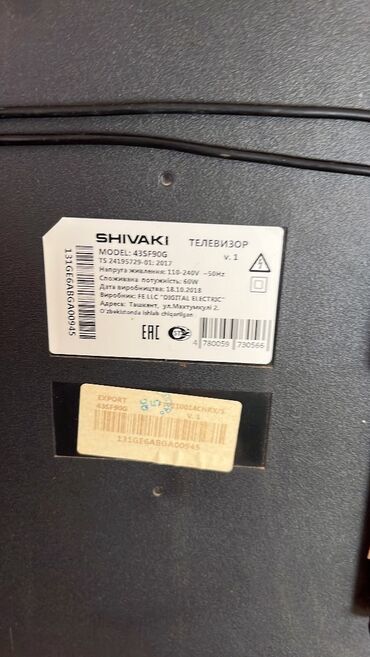 SHIVAKI ТЕЛЕВИЗОР
MODEL: 43SF90G v. 1
TS 24195729-01: 2017
Напруга живлення: 110-240V ~50Hz
Споживана потужність: 60W
Дата виробництва: 18.10.2018
Виробник: FE LLC "DIGITAL ELECTRIC"
Адреса: Ташкент, ул.Махтумкулі 2.
O'zbekistonda ishlab chiqarilgan
131GE6ABGA00945
EAC
4 780059 730566
EXPORT
43SF90G V. 1
131GE6ABGA00945